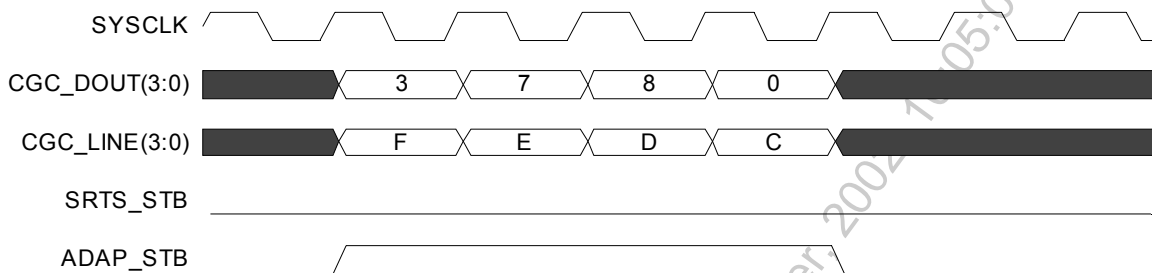 SYSCLK
CGC_DOUT(3:0) 3 7 8 0
CGC_LINE(3:0) F E D C
SRTS_STB
ADAP_STB